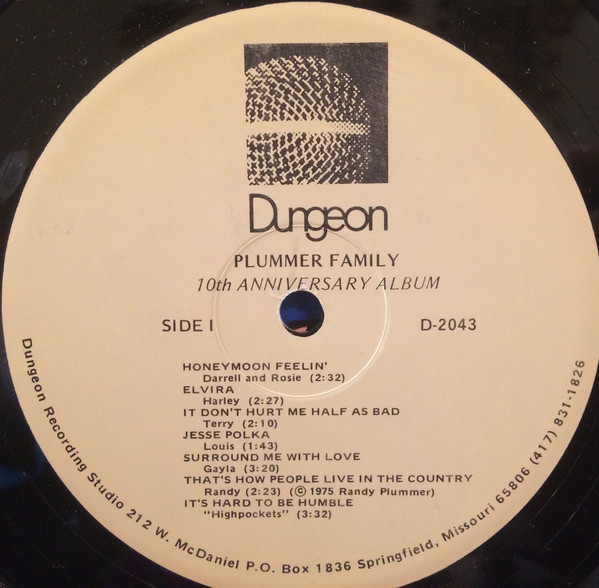 Dungeon
PLUMMER FAMILY
10th ANNIVERSARY ALBUM
SIDE I
D-2043
HONEYMOON FEELIN'
Darrell and Rosie (2:32)
ELVIRA
Harley (2:27)
IT DON'T HURT ME HALF AS BAD
Terry (2:10)
JESSE POLKA
Louis (1:43)
SURROUND ME WITH LOVE
Gayla (3:20)
THAT'S HOW PEOPLE LIVE IN THE COUNTRY
Randy (2:23) (© 1975 Randy Plummer)
IT'S HARD TO BE HUMBLE
"Highpockets" (3:32)
Dungeon Recording Studio 212 W. McDaniel P.O. Box 1836 Springfield, Missouri 65806 (417) 831-1826